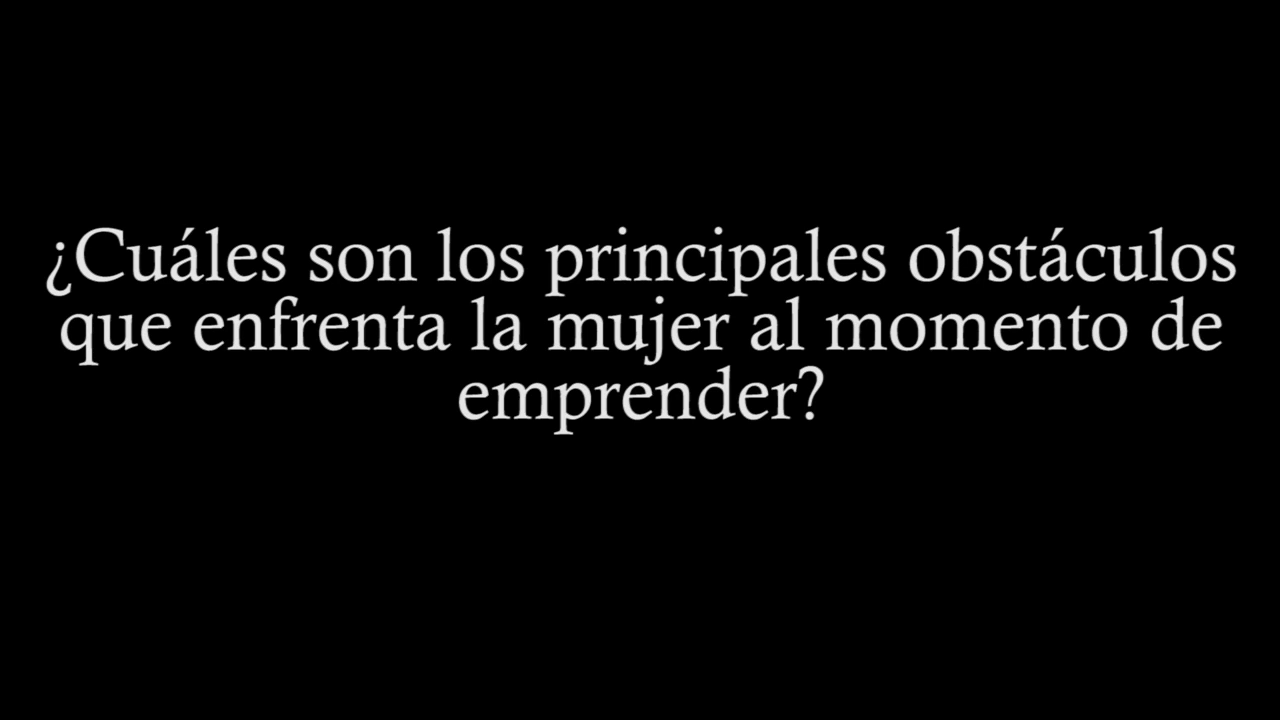 ¿Cuáles son los principales obstáculos
que enfrenta la mujer al momento de
emprender?